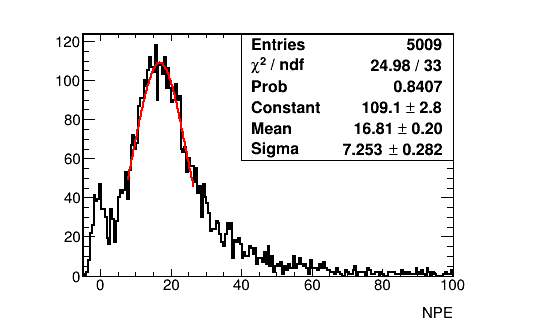 Entries 5009
χ² / ndf 24.98 / 33
Prob 0.8407
Constant 109.1 ± 2.8
Mean 16.81 ± 0.20
Sigma 7.253 ± 0.282
120
100
80
60
40
20
0
0 20 40 60 80 100
NPE